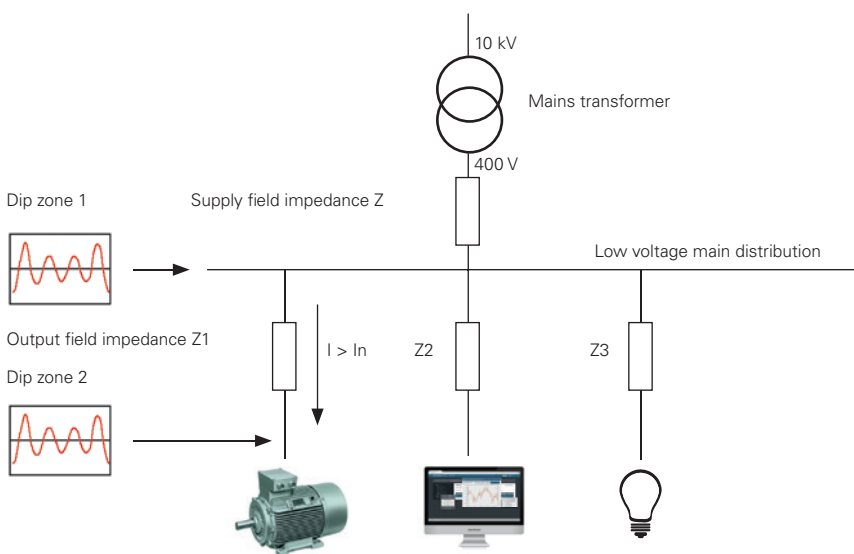 10 kV
Mains transformer
400 V
Dip zone 1
Supply field impedance Z
Low voltage main distribution
Output field impedance Z1
I > In
Z2
Z3
Dip zone 2